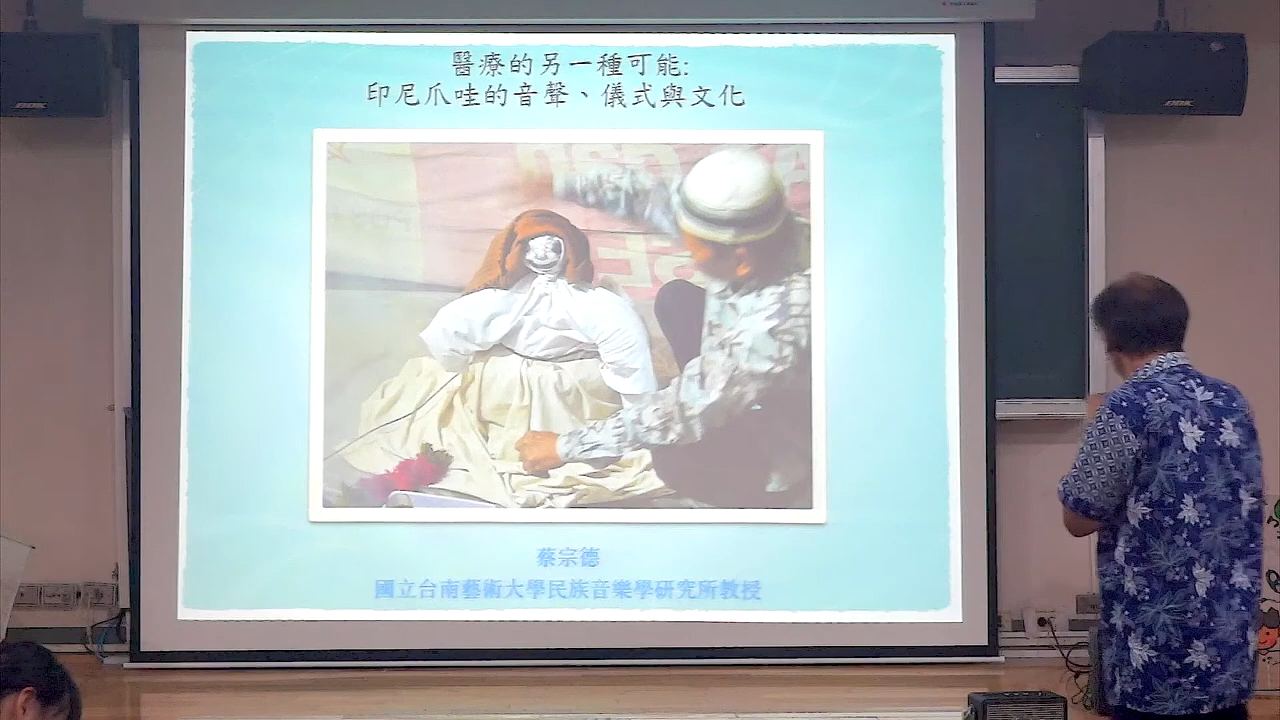 醫療的另一種可能:
印尼爪哇的音聲、儀式與文化
蔡宗德
國立台南藝術大學民族音樂學研究所教授